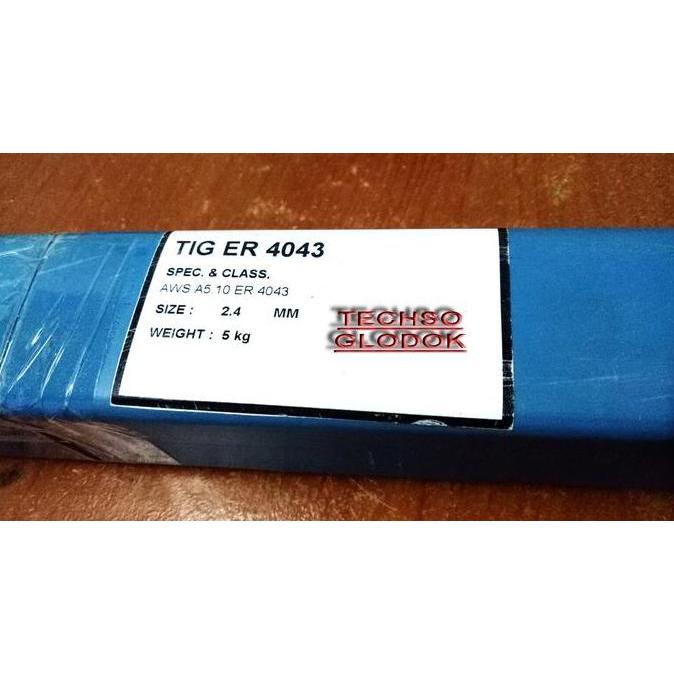 TIG ER 4043
SPEC. & CLASS.
AWS A5.10 ER 4043
SIZE : 2.4 MM
WEIGHT : 5 kg
TECHSO
GLODOK